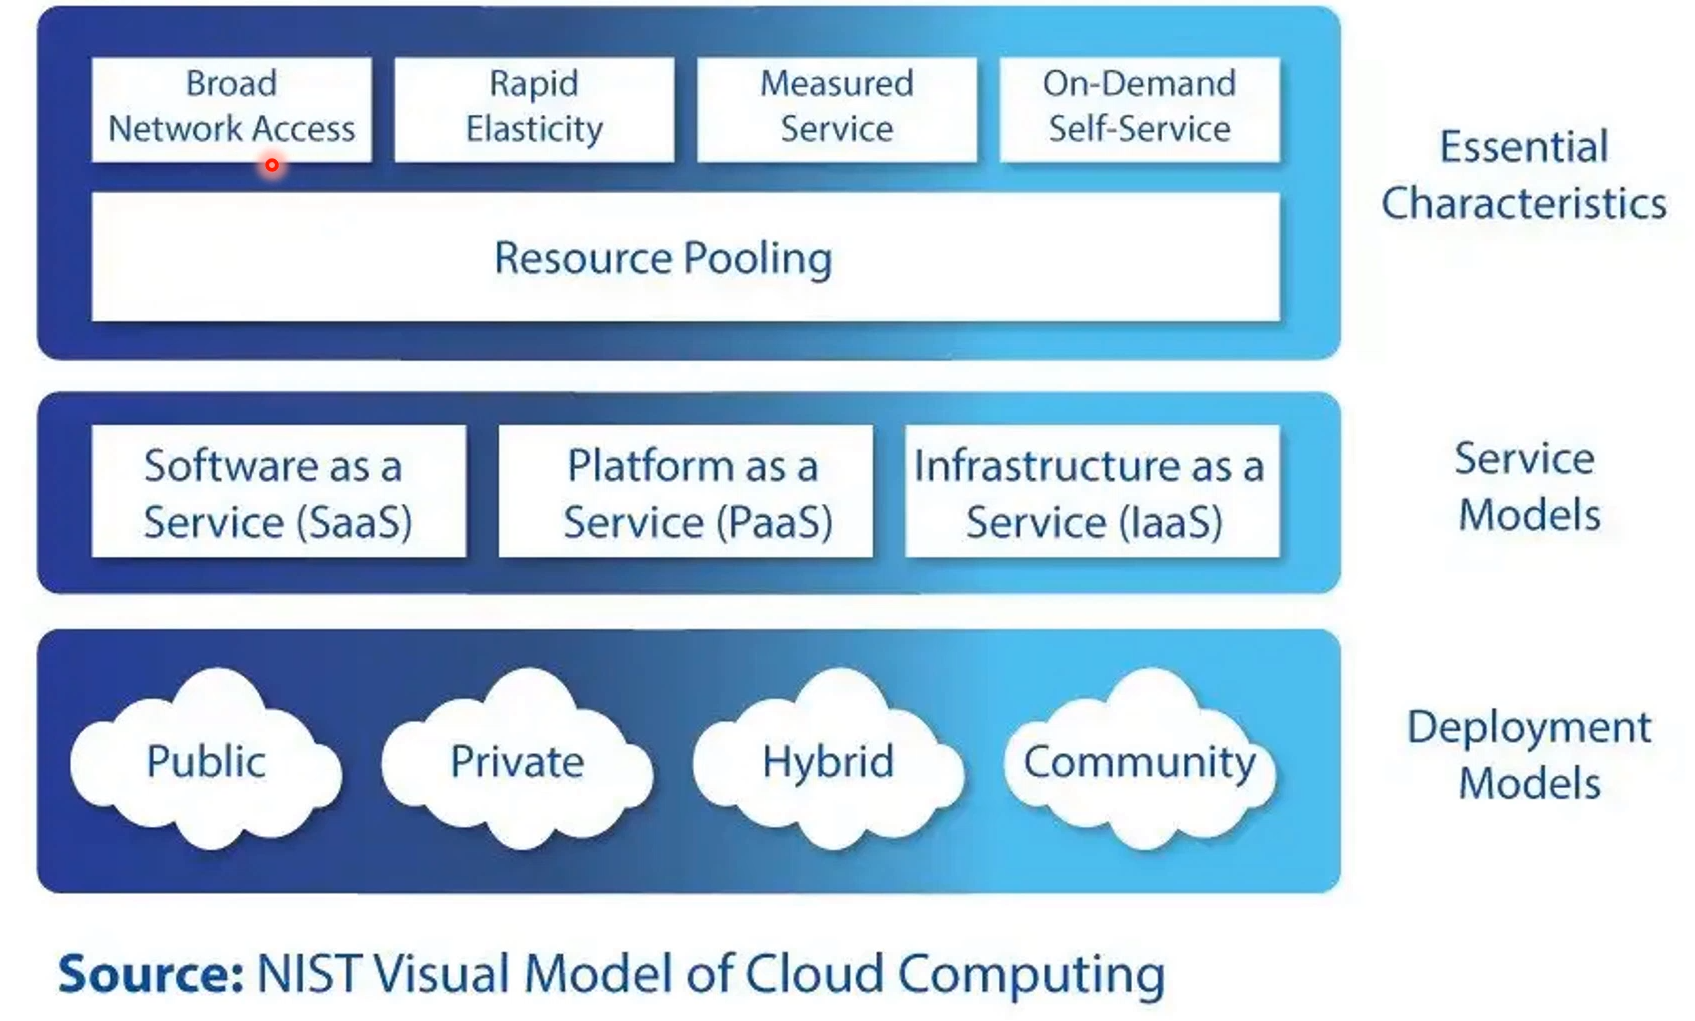 Broad
Network Access
Rapid
Elasticity
Measured
Service
On-Demand
Self-Service
Resource Pooling
Essential
Characteristics
Software as a
Service (SaaS)
Platform as a
Service (PaaS)
Infrastructure as a
Service (IaaS)
Service
Models
Public
Private
Hybrid
Community
Deployment
Models
Source: NIST Visual Model of Cloud Computing